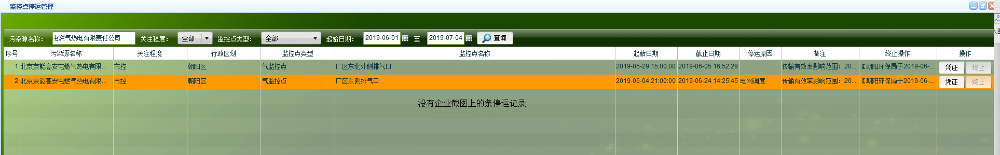 监控点停运管理
污染源名称： 屯燃气热电有限责任公司 关注程度： 全部 监控点类型： 全部 起始日期： 2019-06-01 至 2019-07-04 查询
序号 污染源名称 关注程度 行政区划 监控点类型 监控点名称 起始日期 截止日期 停运原因 备注 终止操作 操作
1 北京京能高安屯燃气热电有限... 市控 朝阳区 气监控点 厂区东北外侧排气口 2019-05-29 15:00:00 2019-06-05 16:52:29 传输有效率影响范围：20... 【朝阳环保局于2019-06-... 凭证 终止
2 北京京能高安屯燃气热电有限... 市控 朝阳区 气监控点 厂区东侧排气口 2019-06-04 21:00:00 2019-06-24 14:25:45 电网调度 传输有效率影响范围：20... 【朝阳环保局于2019-06-... 凭证 终止
没有企业截图上的条停运记录